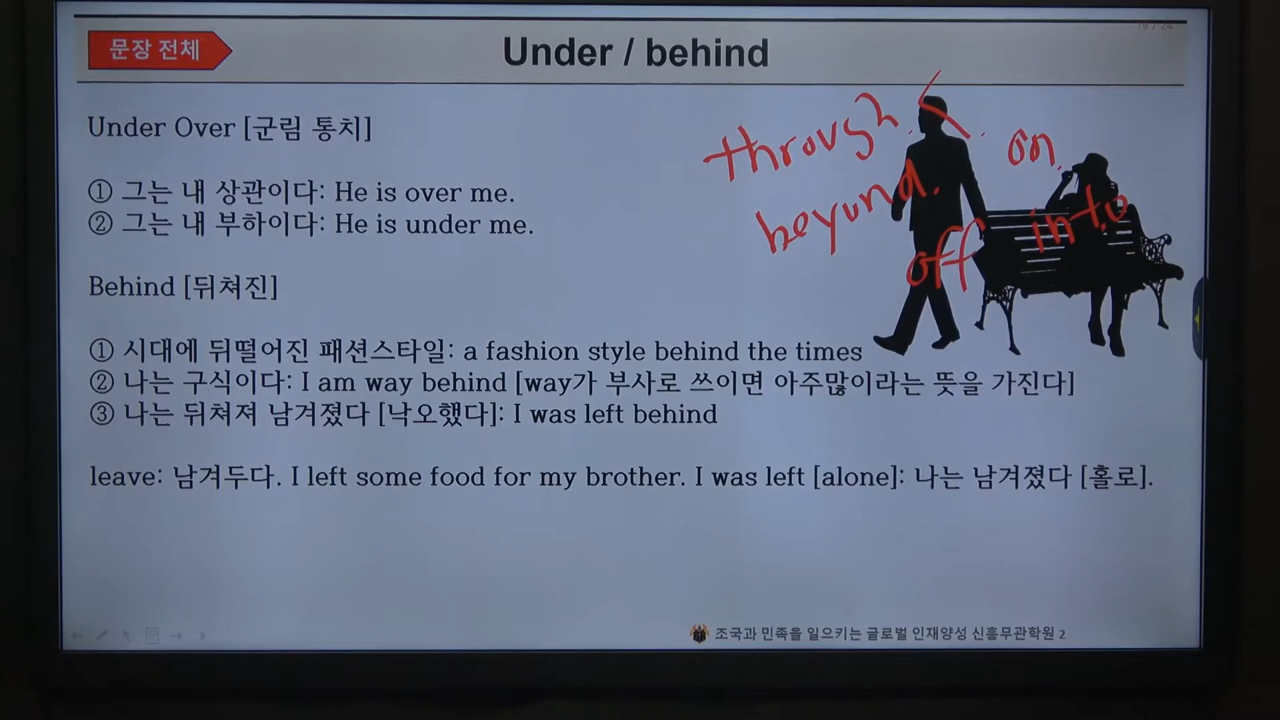 19 / 24
문장 전체
Under / behind
Under Over [군림 통치]
① 그는 내 상관이다: He is over me.
② 그는 내 부하이다: He is under me.
through. on.
beyond.
off into
Behind [뒤쳐진]
① 시대에 뒤떨어진 패션스타일: a fashion style behind the times
② 나는 구식이다: I am way behind [way가 부사로 쓰이면 아주많이라는 뜻을 가진다]
③ 나는 뒤쳐져 남겨졌다 [낙오했다]: I was left behind
leave: 남겨두다. I left some food for my brother. I was left [alone]: 나는 남겨졌다 [홀로].
조국과 민족을 일으키는 글로벌 인재양성 신흥무관학원 2